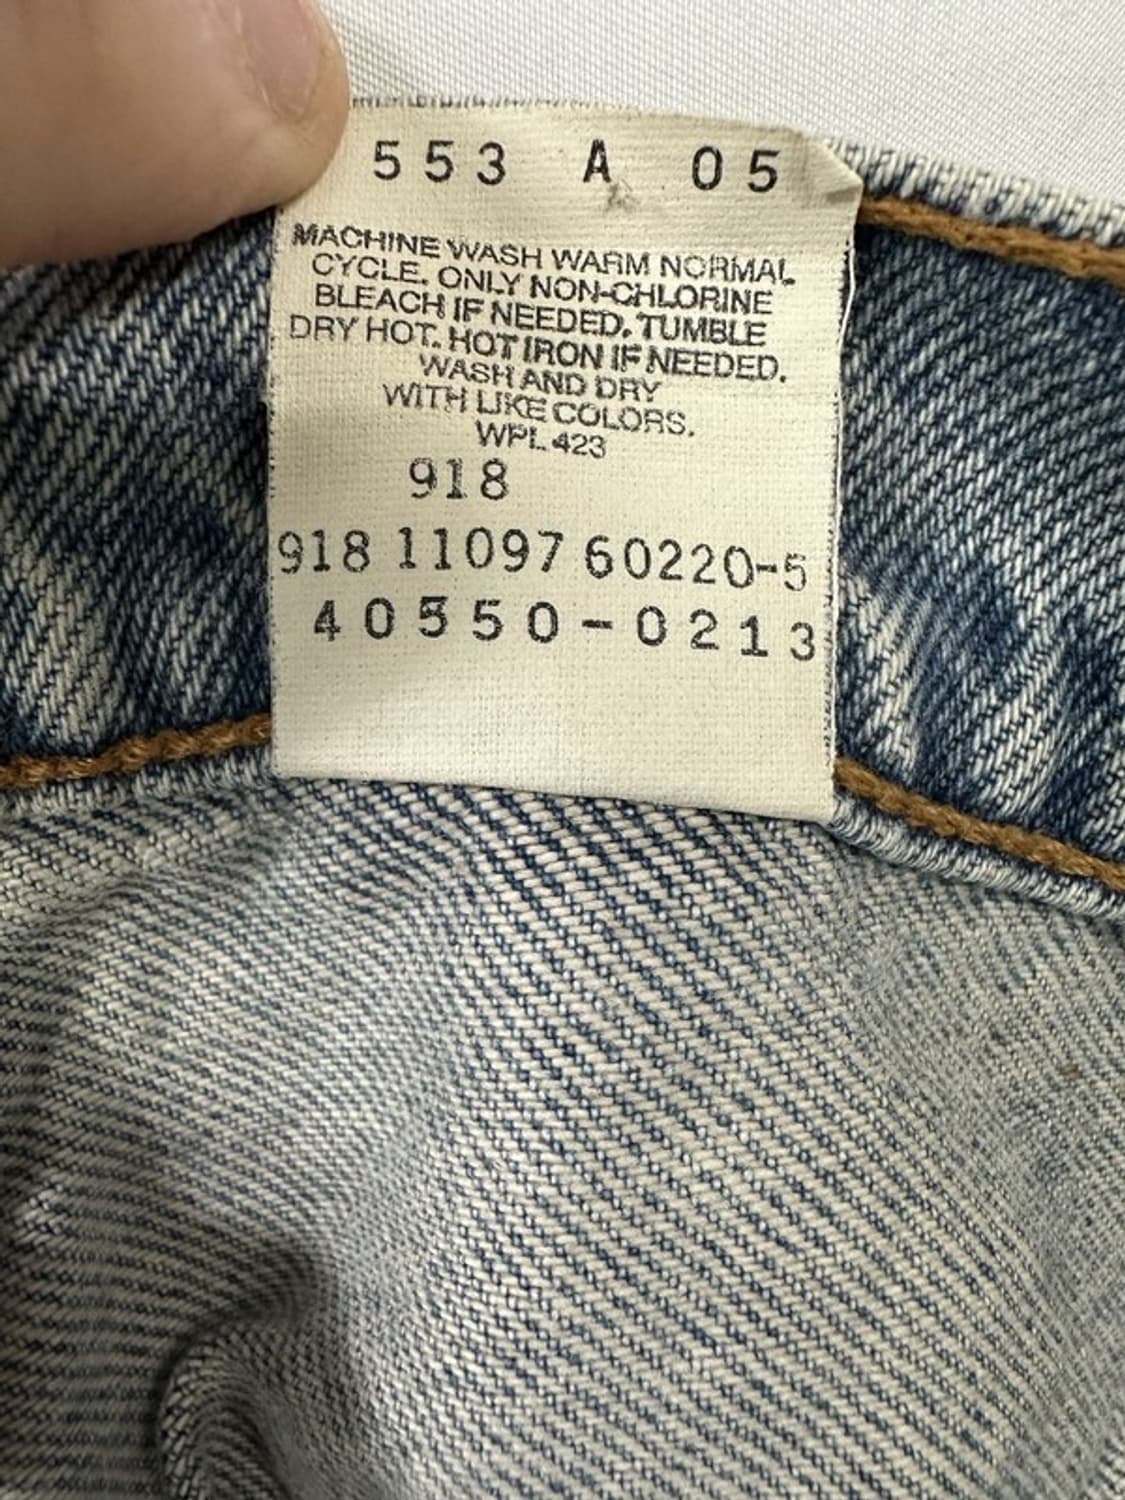 553 A 05
MACHINE WASH WARM NORMAL
CYCLE. ONLY NON-CHLORINE
BLEACH IF NEEDED. TUMBLE
DRY HOT. HOT IRON IF NEEDED.
WASH AND DRY
WITH LIKE COLORS.
WPL 423
918
918 11097 60220-5
40550-0213